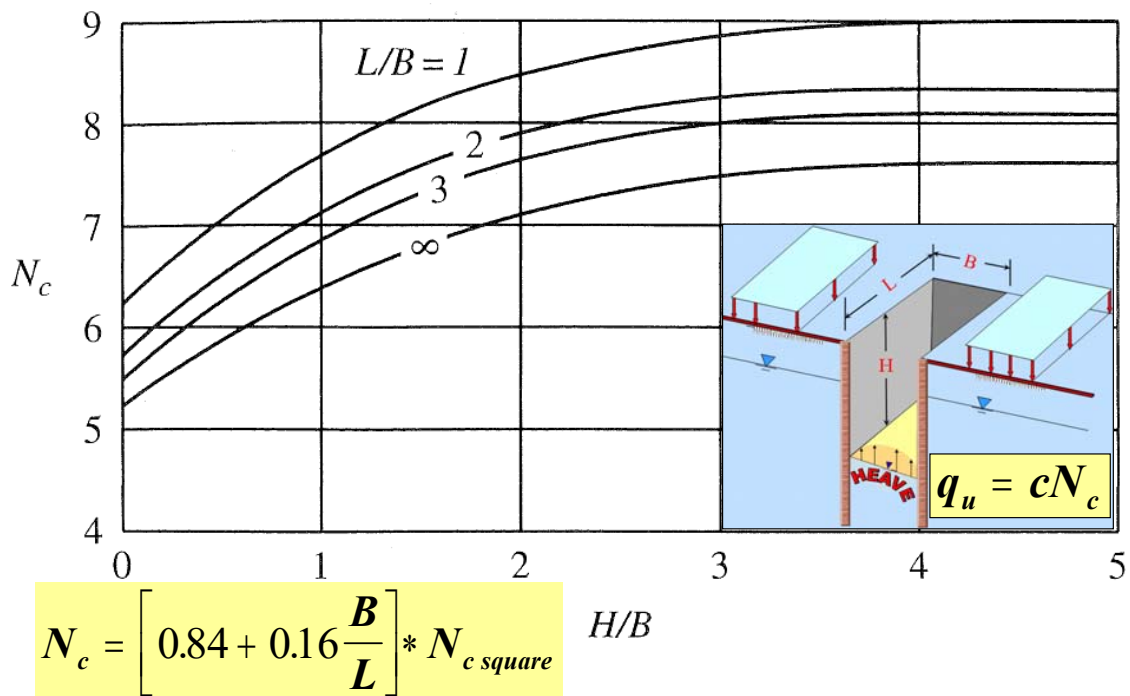 9
L/B = 1
8
2
3
7
∞
N_c
6
5
4
B
L
H
HEAVE
q_u = cN_c
0 1 2 3 4 5
H/B
N_c = [0.84 + 0.16 B/L] * N_c square